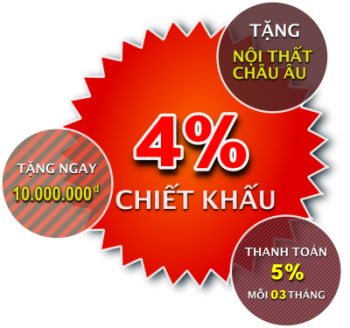 TẶNG
NỘI THẤT
CHÂU ÂU
4%
CHIẾT KHẤU
TẶNG NGAY
10.000.000đ
THANH TOÁN
5%
MỖI 03 THÁNG